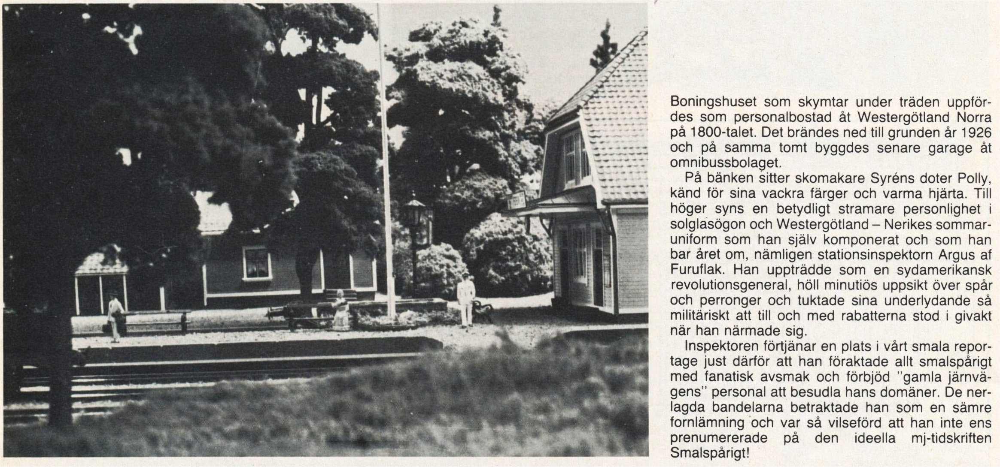 Boningshuset som skymtar under träden uppför-
des som personalbostad åt Westergötland Norra
på 1800-talet. Det brändes ned till grunden år 1926
och på samma tomt byggdes senare garage åt
omnibussbolaget.
På bänken sitter skomakare Syréns doter Polly,
känd för sina vackra färger och varma hjärta. Till
höger syns en betydligt stramare personlighet i
solglasögon och Westergötland – Nerikes sommar-
uniform som han själv komponerat och som han
bar året om, nämligen stationsinspektorn Argus af
Furuflak. Han uppträdde som en sydamerikansk
revolutionsgeneral, höll minutiös uppsikt över spår
och perronger och tuktade sina underlydande så
militäriskt att till och med rabatterna stod i givakt
när han närmade sig.
Inspektoren förtjänar en plats i vårt smala repor-
tage just därför att han föraktade allt smalspårigt
med fanatisk avsmak och förbjöd "gamla järnvä-
gens" personal att besudla hans domäner. De ner-
lagda bandelarna betraktade han som en sämre
fornlämning och var så vilseförd att han inte ens
prenumererade på den ideella mj-tidskriften
Smalspårigt!